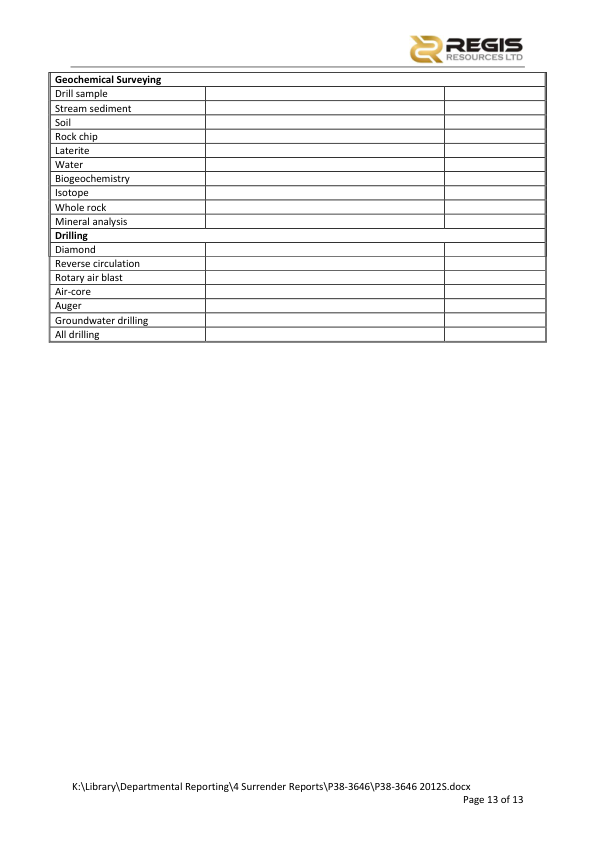 REGIS
RESOURCES LTD
Geochemical Surveying
Drill sample
Stream sediment
Soil
Rock chip
Laterite
Water
Biogeochemistry
Isotope
Whole rock
Mineral analysis
Drilling
Diamond
Reverse circulation
Rotary air blast
Air-core
Auger
Groundwater drilling
All drilling
K:\Library\Departmental Reporting\4 Surrender Reports\P38-3646\P38-3646 2012S.docx
Page 13 of 13